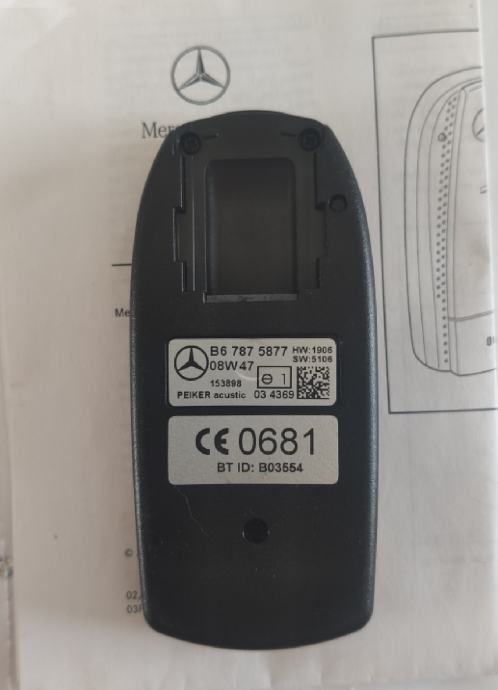 B6 787 5877 HW:1906
08W47 SW:5106
153898
1
PEIKER acustic 03 4369
CE 0681
BT ID: B03554
©